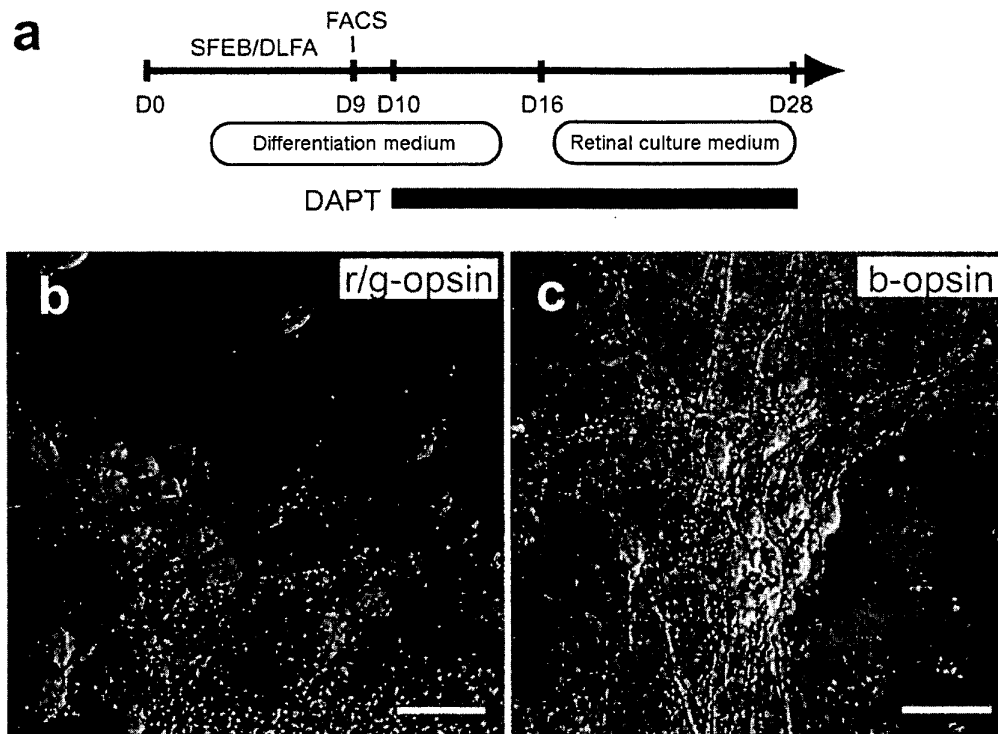 a
FACS
SFEB/DLFA
D0 D9 D10 D16 D28
Differentiation medium Retinal culture medium
DAPT
b r/g-opsin
c b-opsin